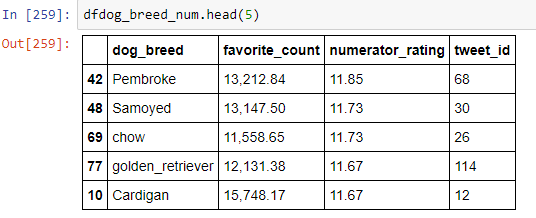 In [259]: dfdog_breed_num.head(5)
Out[259]:
dog_breed favorite_count numerator_rating tweet_id
42 Pembroke 13,212.84 11.85 68
48 Samoyed 13,147.50 11.73 30
69 chow 11,558.65 11.73 26
77 golden_retriever 12,131.38 11.67 114
10 Cardigan 15,748.17 11.67 12